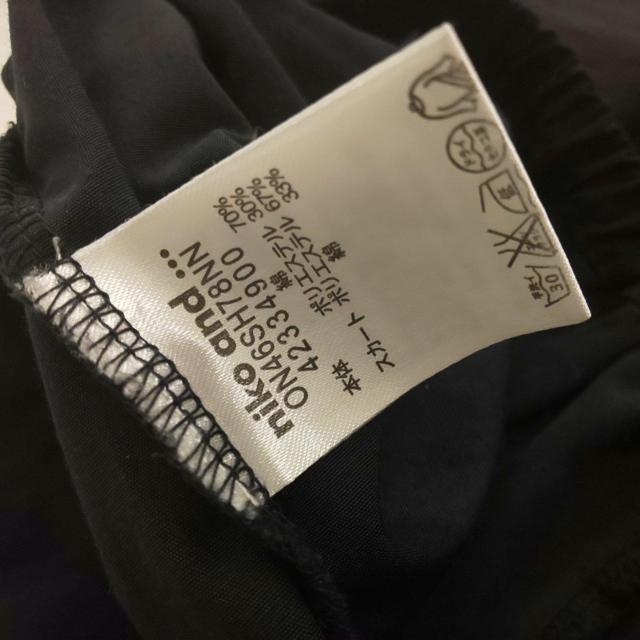 niko and...
ON46SH78NN
4234900
本体 ポリエステル 70%
綿 30%
スカート ポリエステル 67%
綿 33%